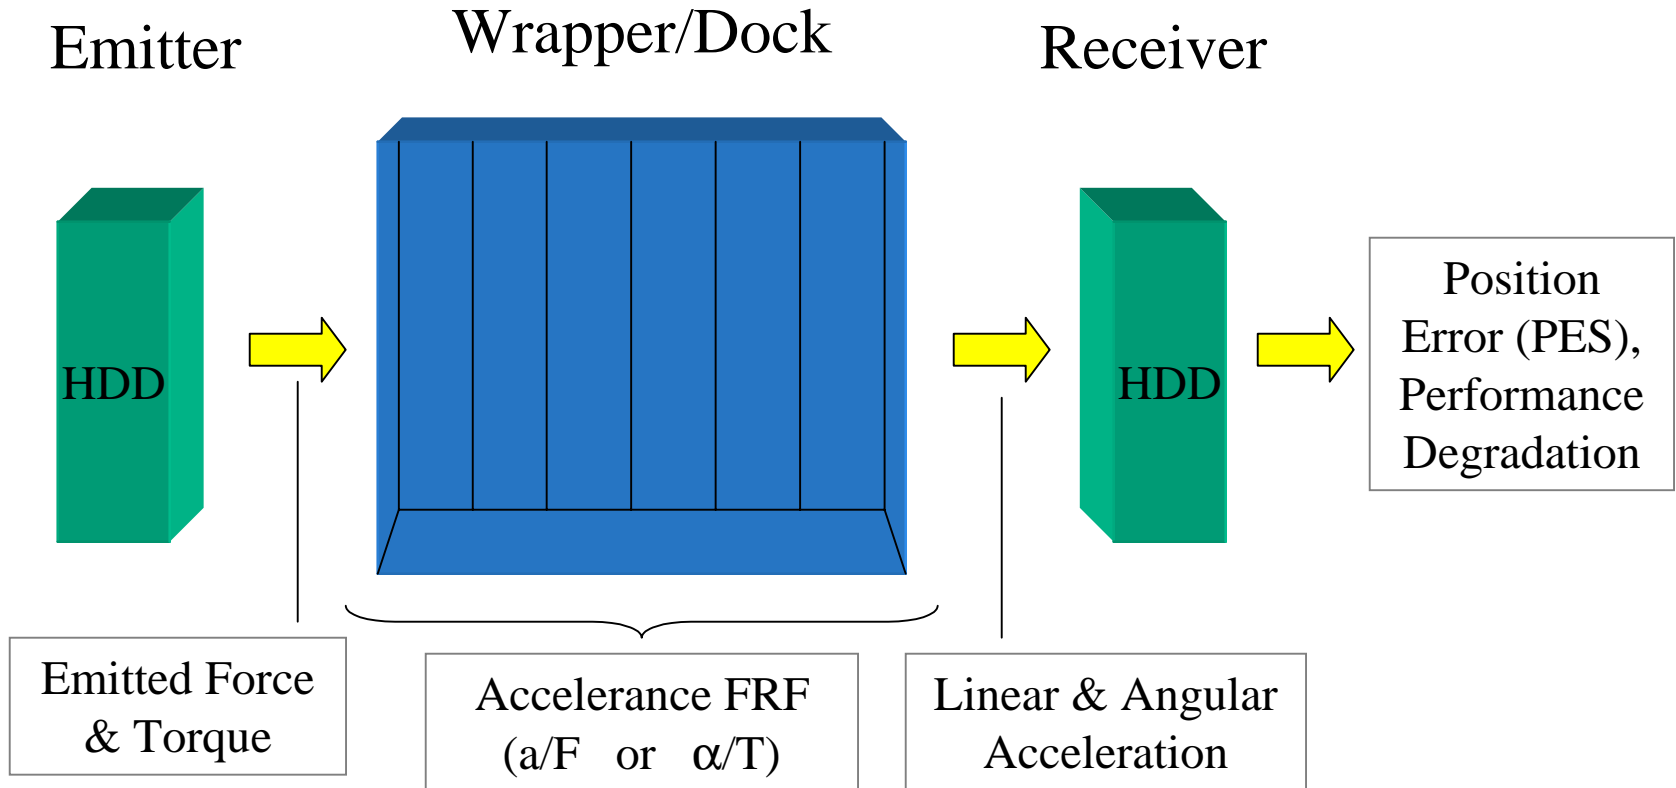 Emitter
Wrapper/Dock
Receiver
HDD
HDD
Position
Error (PES),
Performance
Degradation
Emitted Force
& Torque
Accelerance FRF
(a/F or α/T)
Linear & Angular
Acceleration